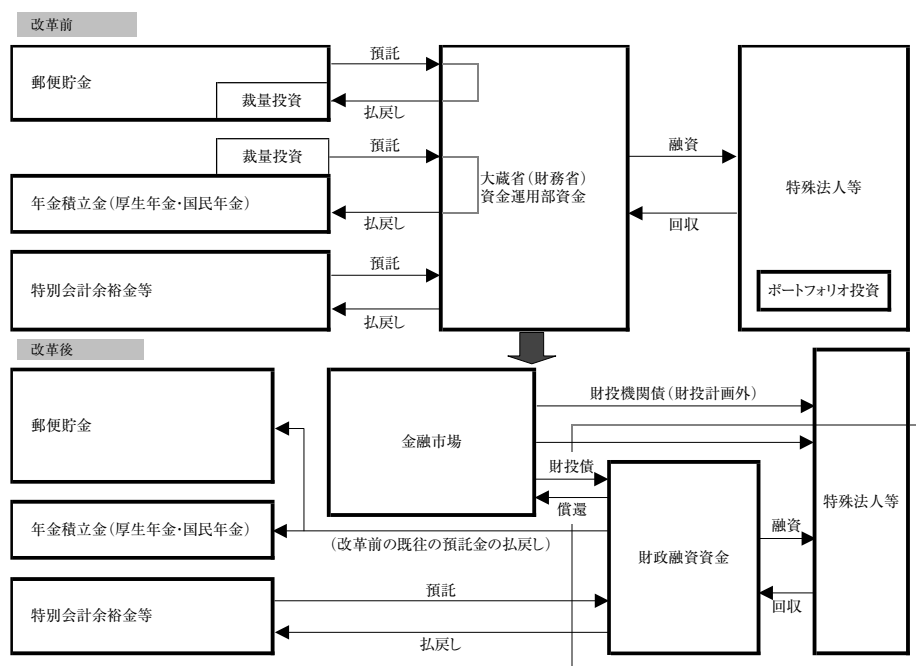 改革前
郵便貯金
裁量投資
預託
払戻し
裁量投資
年金積立金(厚生年金・国民年金)
預託
払戻し
特別会計余裕金等
預託
払戻し
大蔵省(財務省)
資金運用部資金
融資
回収
特殊法人等
ポートフォリオ投資
改革後
郵便貯金
年金積立金(厚生年金・国民年金)
特別会計余裕金等
金融市場
財投機関債(財投計画外)
財投債
償還
(改革前の既往の預託金の払戻し)
預託
払戻し
財政融資資金
融資
回収
特殊法人等